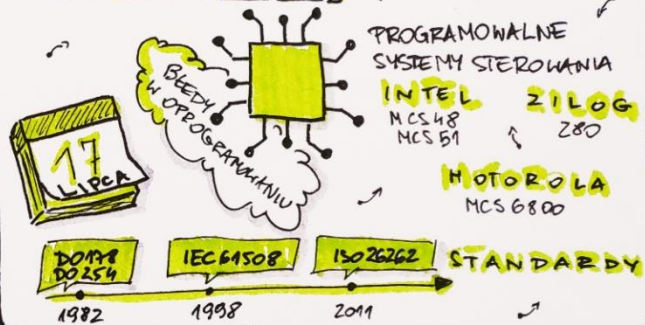 PROGRAMOWALNE
SYSTEMY STEROWANIA
INTEL
MCS48
MCS51
ZILOG
Z80
MOTOROLA
MCS6800
BŁĘDY
W OPROGRAMOWANIU
17
LIPCA
DO178
DO254
IEC61508
ISO26262
STANDARDY
1982
1998
2011